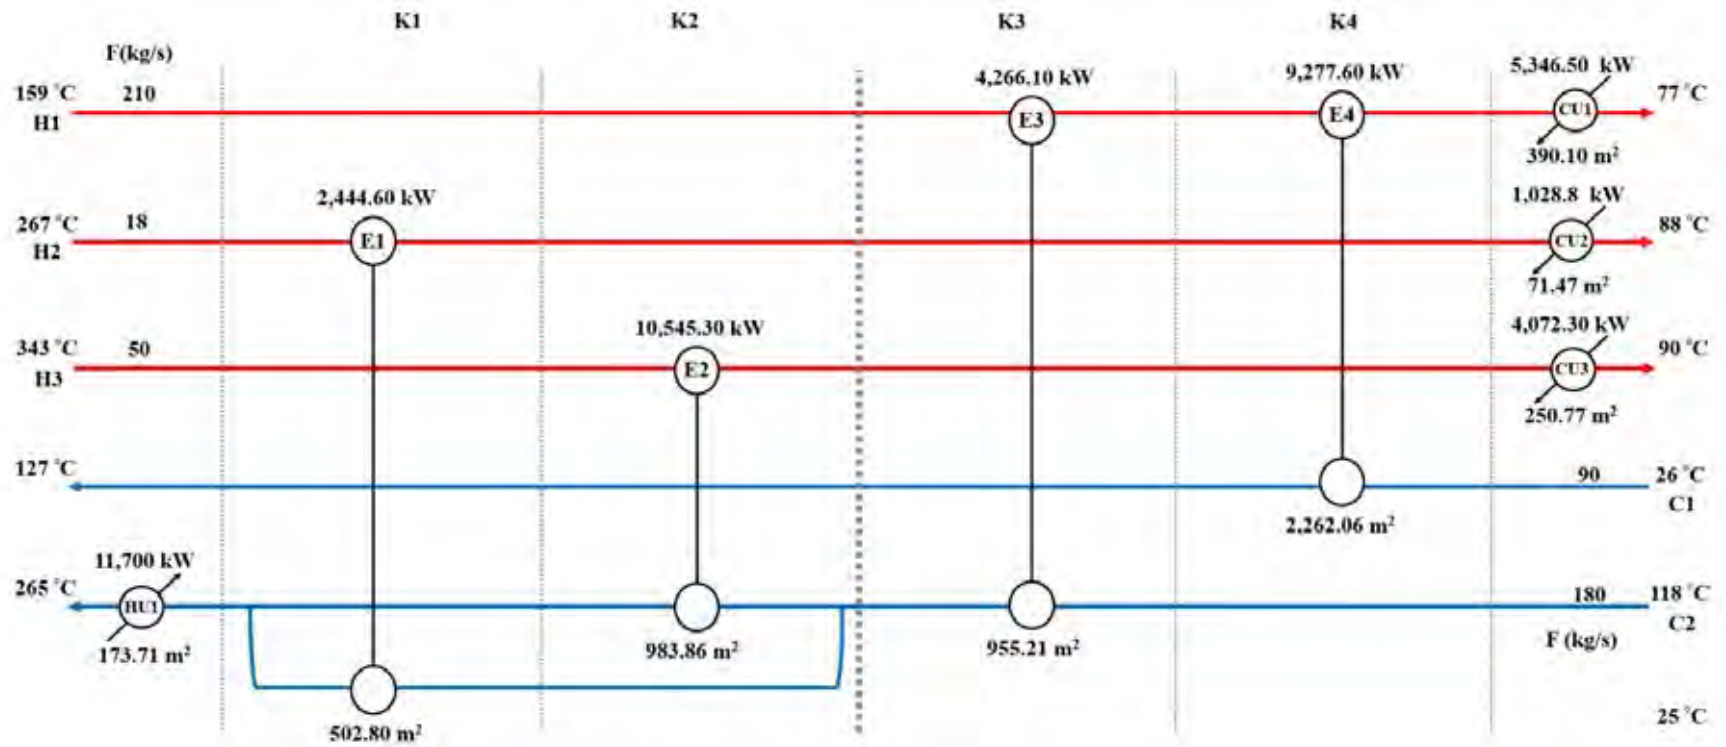 K1 K2 K3 K4
F(kg/s)
159 °C 210 4,266.10 kW 9,277.60 kW 5,346.50 kW 77 °C
H1 E3 E4 CU1
390.10 m²
2,444.60 kW 1,028.8 kW
267 °C 18 88 °C
H2 E1 CU2
71.47 m²
10,545.30 kW 4,072.30 kW
343 °C 50 90 °C
H3 E2 CU3
250.77 m²
127 °C 90 26 °C
C1
2,262.06 m²
11,700 kW
265 °C HU1 180 118 °C
C2
173.71 m² 983.86 m² 955.21 m² F (kg/s)
502.80 m² 25 °C